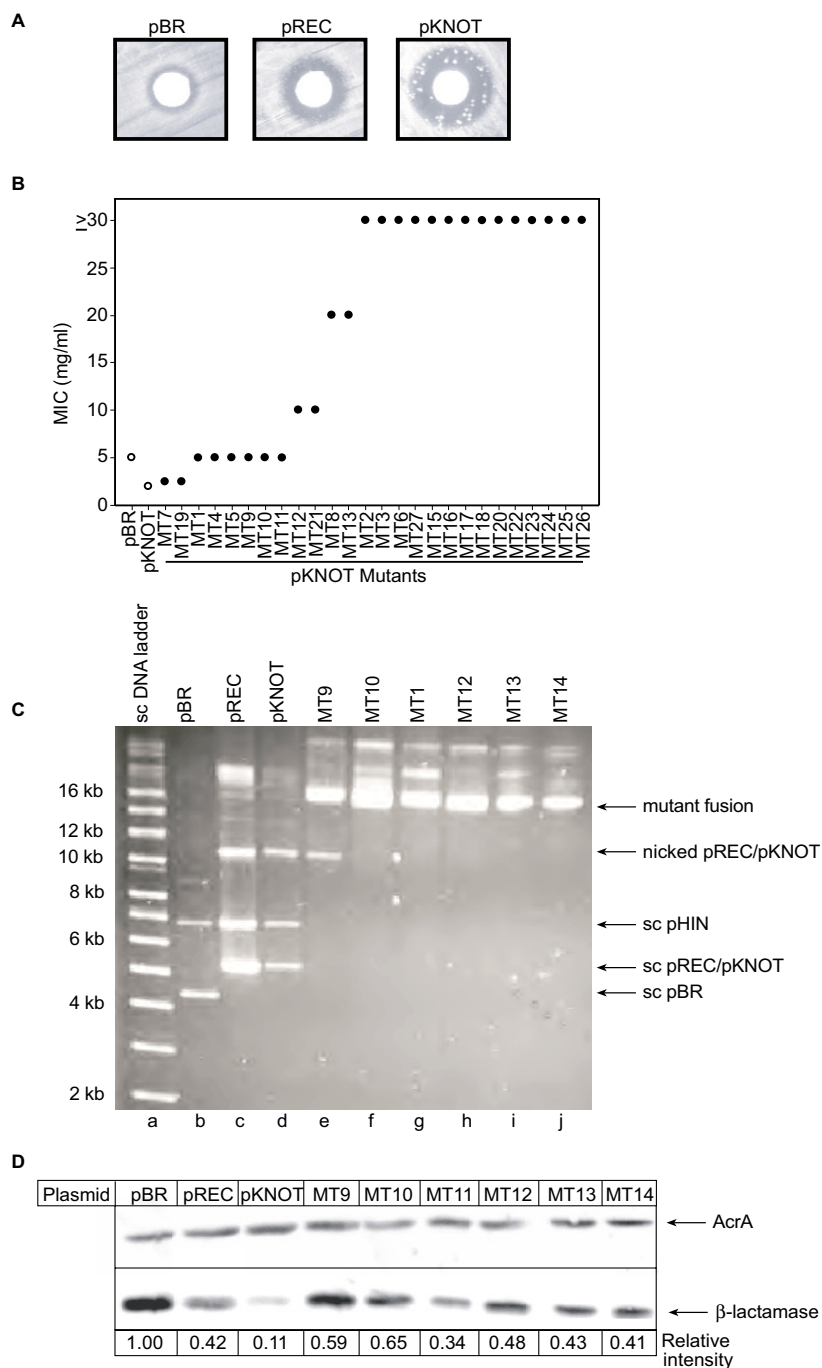 A
pBR pREC pKNOT
B
≥30
25
20
15
10
5
0
MIC (mg/ml)
pBR pKNOT MT7 MT19 MT1 MT4 MT5 MT9 MT10 MT11 MT12 MT21 MT8 MT13 MT2 MT3 MT6 MT27 MT15 MT16 MT17 MT18 MT20 MT22 MT23 MT24 MT25 MT26
pKNOT Mutants
C
sc DNA ladder pBR pREC pKNOT MT9 MT10 MT1 MT12 MT13 MT14
16 kb
12 kb
10 kb
8 kb
6 kb
4 kb
2 kb
mutant fusion
nicked pREC/pKNOT
sc pHIN
sc pREC/pKNOT
sc pBR
a b c d e f g h i j
D
Plasmid pBR pREC pKNOT MT9 MT10 MT11 MT12 MT13 MT14
AcrA
β-lactamase
1.00 0.42 0.11 0.59 0.65 0.34 0.48 0.43 0.41 Relative
intensity